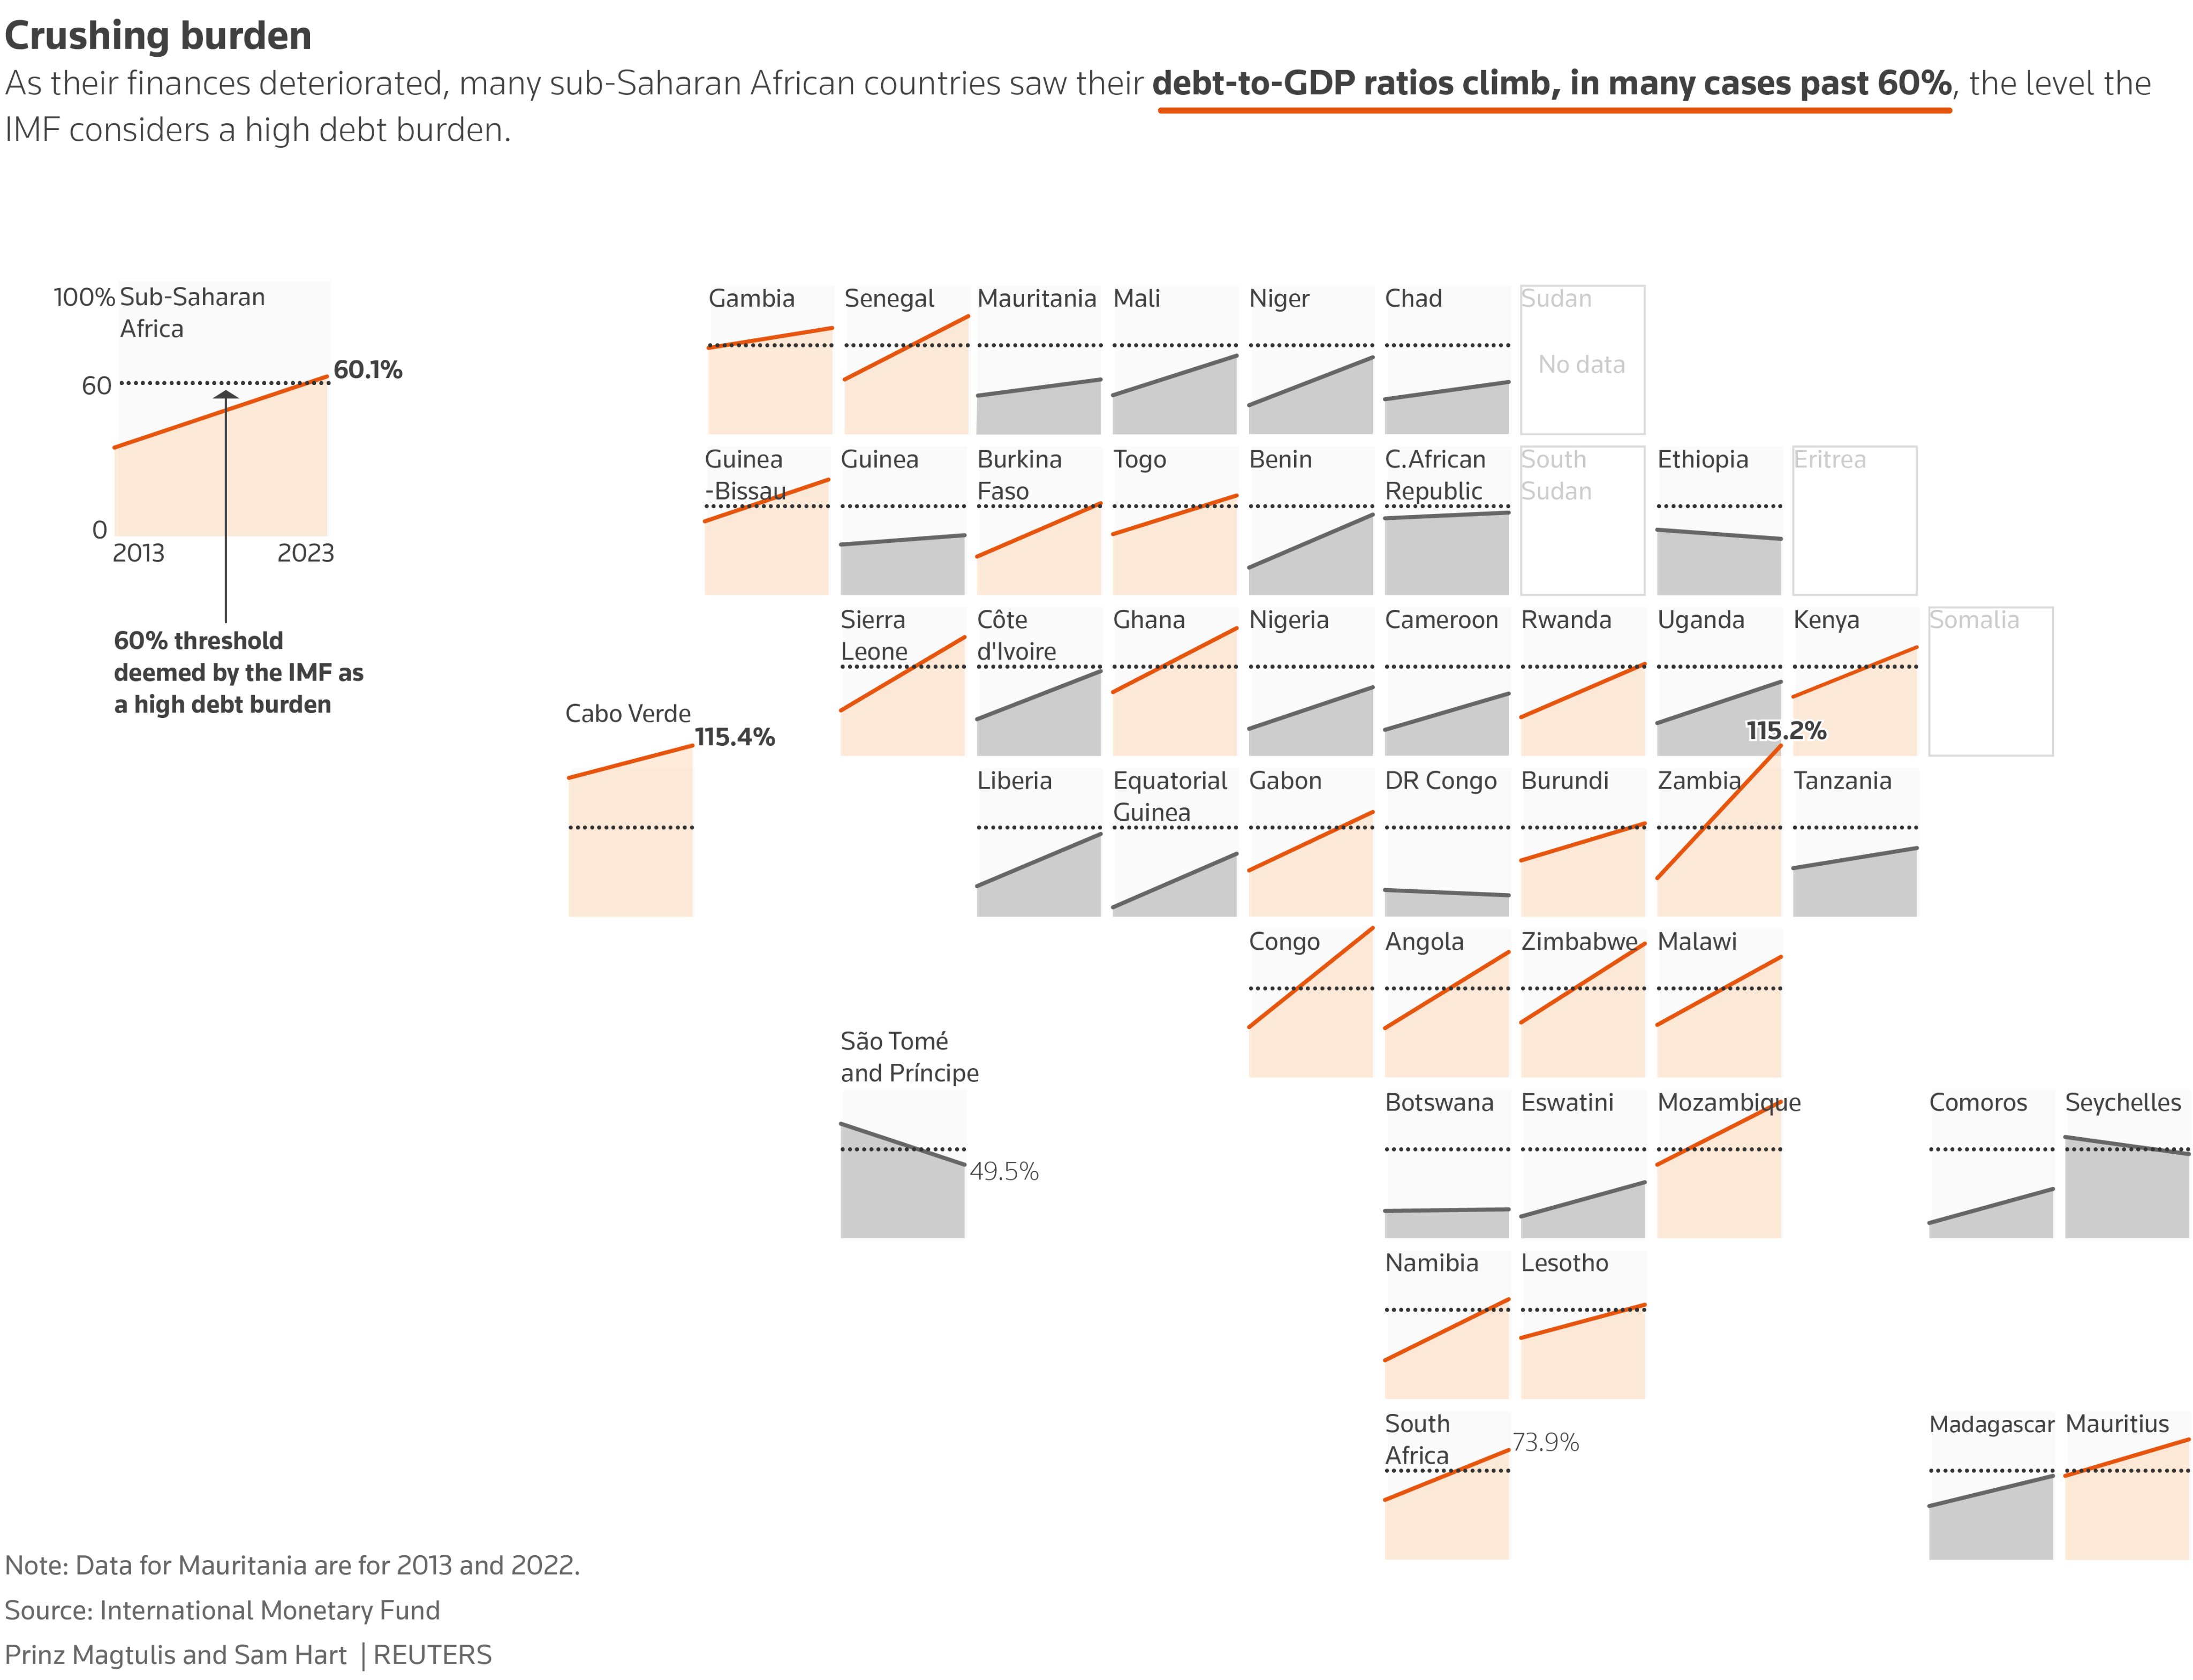 Crushing burden
As their finances deteriorated, many sub-Saharan African countries saw their debt-to-GDP ratios climb, in many cases past 60%, the level the
IMF considers a high debt burden.
100%
Sub-Saharan
Africa
60.1%
60
0
2013
2023
60% threshold
deemed by the IMF as
a high debt burden
Gambia
Senegal
Mauritania
Mali
Niger
Chad
Sudan
No data
Guinea
-Bissau
Guinea
Burkina
Faso
Togo
Benin
C.African
Republic
South
Sudan
Ethiopia
Eritrea
Sierra
Leone
Côte
d'Ivoire
Ghana
Nigeria
Cameroon
Rwanda
Uganda
Kenya
Somalia
Cabo Verde
115.4%
Liberia
Equatorial
Guinea
Gabon
DR Congo
Burundi
115.2%
Zambia
Tanzania
Congo
Angola
Zimbabwe
Malawi
São Tomé
and Príncipe
49.5%
Botswana
Eswatini
Mozambique
Comoros
Seychelles
Namibia
Lesotho
South
Africa
73.9%
Madagascar
Mauritius
Note: Data for Mauritania are for 2013 and 2022.
Source: International Monetary Fund
Prinz Magtulis and Sam Hart | REUTERS